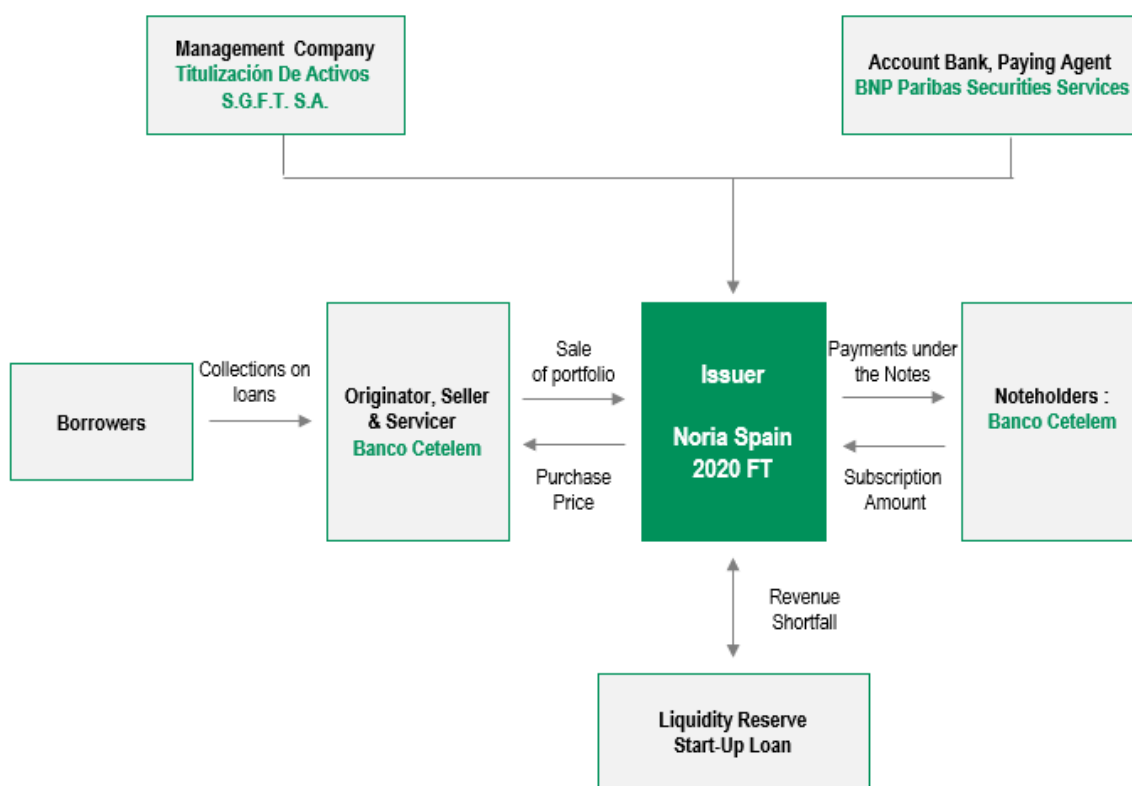 Management Company
Titulización De Activos
S.G.F.T. S.A.
Account Bank, Paying Agent
BNP Paribas Securities Services
Borrowers
Collections on
loans
Originator, Seller
& Servicer
Banco Cetelem
Sale
of portfolio
Purchase
Price
Issuer
Noria Spain
2020 FT
Payments under
the Notes
Subscription
Amount
Noteholders :
Banco Cetelem
Revenue
Shortfall
Liquidity Reserve
Start-Up Loan